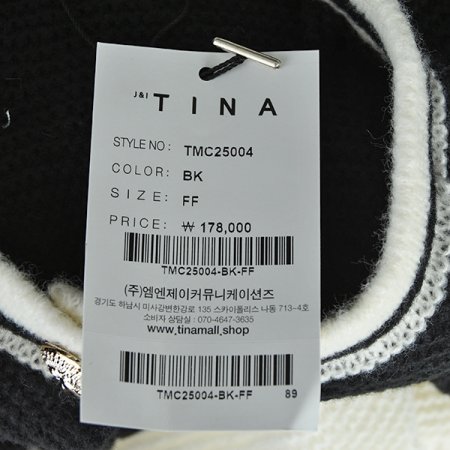 J&I TINA
STYLE NO : TMC25004
COLOR: BK
SIZE: FF
PRICE: ₩ 178,000
TMC25004-BK-FF
(주)엠엔제이커뮤니케이션즈
경기도 하남시 미사강변한강로 135 스카이폴리스 나동 713-4호
소비자 상담실 : 070-4647-3635
www.tinamall.shop
TMC25004-BK-FF 89